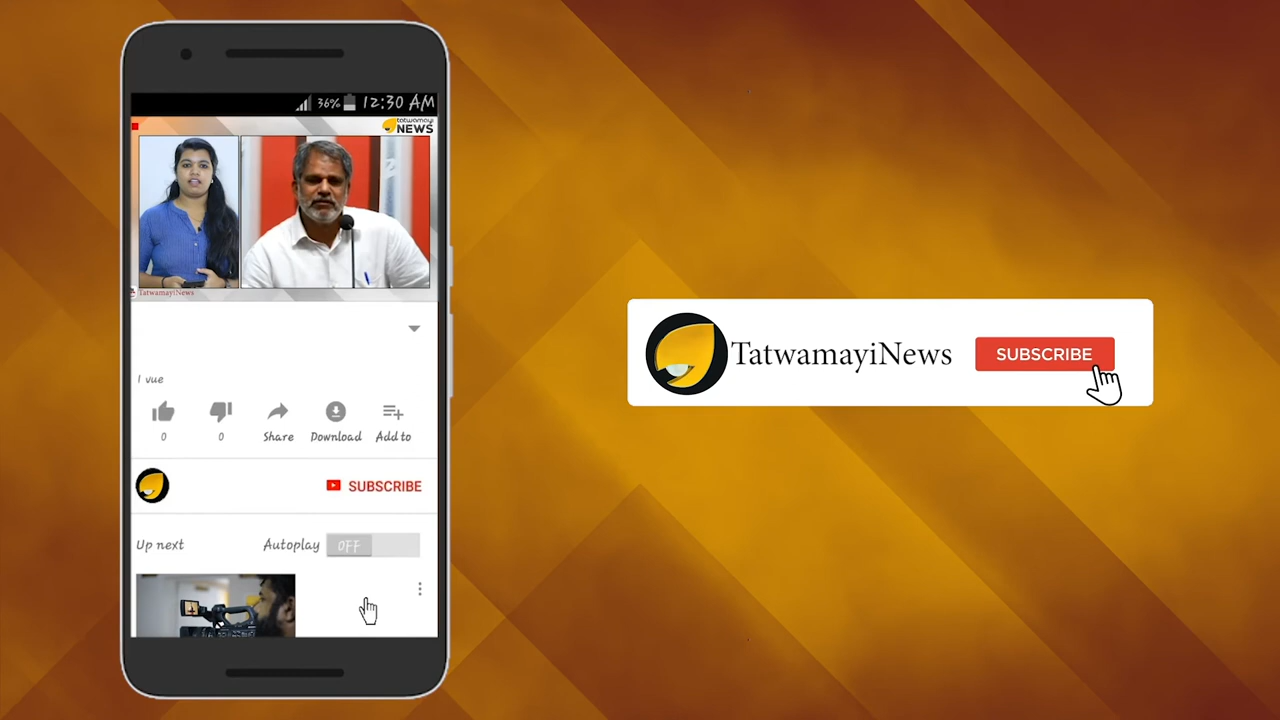 36% 12:30 AM
tatwamayi
NEWS
TatwamayiNews
1 vue
0 0 Share Download Add to
SUBSCRIBE
Up next Autoplay OFF
TatwamayiNews SUBSCRIBE